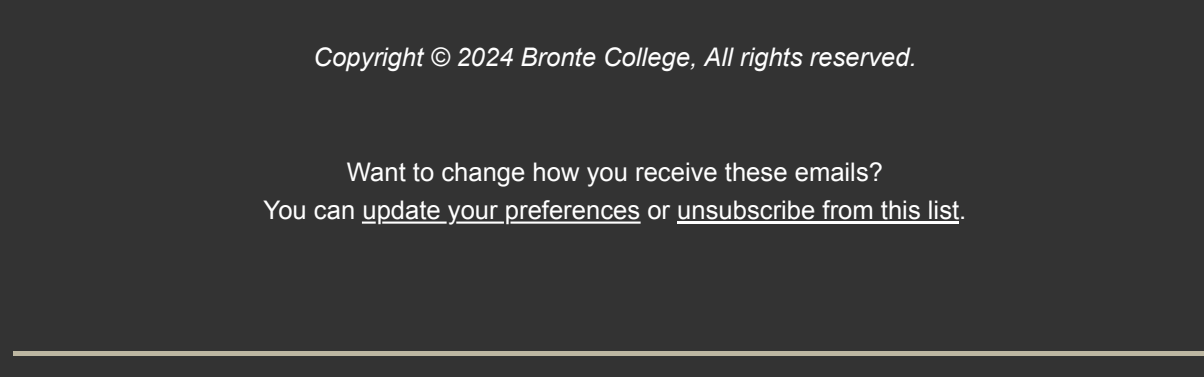 Copyright © 2024 Bronte College, All rights reserved.
Want to change how you receive these emails?
You can update your preferences or unsubscribe from this list.